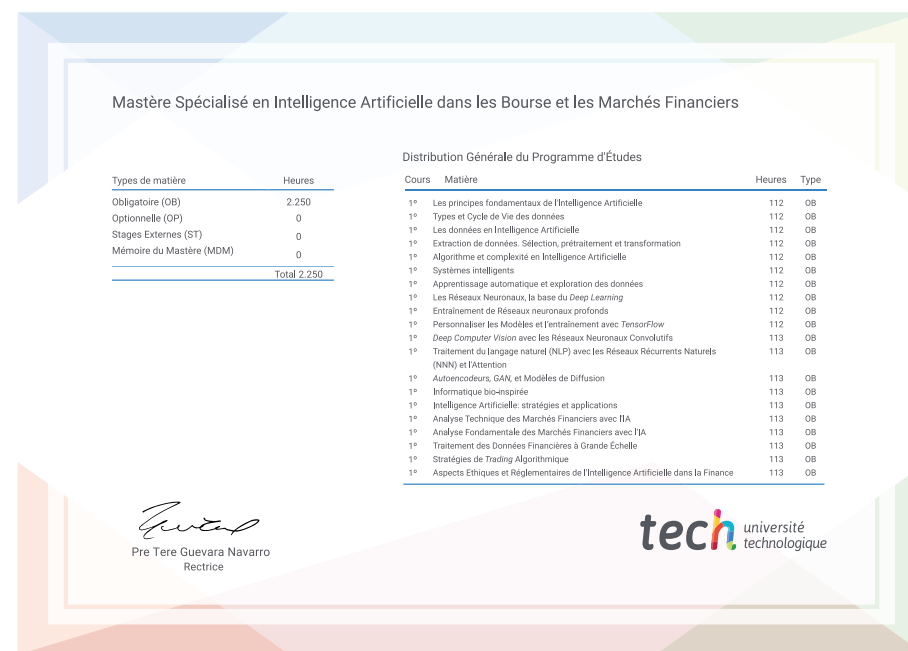 Mastère Spécialisé en Intelligence Artificielle dans les Bourse et les Marchés Financiers
Types de matière Heures
Obligatoire (OB) 2.250
Optionnelle (OP) 0
Stages Externes (ST) 0
Mémoire du Mastère (MDM) 0
Total 2.250
Distribution Générale du Programme d'Études
Cours Matière Heures Type
1º Les principes fondamentaux de l'Intelligence Artificielle 112 OB
1º Types et Cycle de Vie des données 112 OB
1º Les données en Intelligence Artificielle 112 OB
1º Extraction de données. Sélection, prétraitement et transformation 112 OB
1º Algorithme et complexité en Intelligence Artificielle 112 OB
1º Systèmes intelligents 112 OB
1º Apprentissage automatique et exploration des données 112 OB
1º Les Réseaux Neuronaux, la base du Deep Learning 112 OB
1º Entraînement de Réseaux neuronaux profonds 112 OB
1º Personnaliser les Modèles et l'entraînement avec TensorFlow 112 OB
1º Deep Computer Vision avec les Réseaux Neuronaux Convolutifs 113 OB
1º Traitement du langage naturel (NLP) avec les Réseaux Récurrents Naturels 113 OB
(NNN) et l'Attention
1º Autoencodeurs, GAN, et Modèles de Diffusion 113 OB
1º Informatique bio-inspirée 113 OB
1º Intelligence Artificielle: stratégies et applications 113 OB
1º Analyse Technique des Marchés Financiers avec l'IA 113 OB
1º Analyse Fondamentale des Marchés Financiers avec l'IA 113 OB
1º Traitement des Données Financières à Grande Échelle 113 OB
1º Stratégies de Trading Algorithmique 113 OB
1º Aspects Ethiques et Réglementaires de l'Intelligence Artificielle dans la Finance 113 OB
Pre Tere Guevara Navarro
Rectrice
tech université
technologique